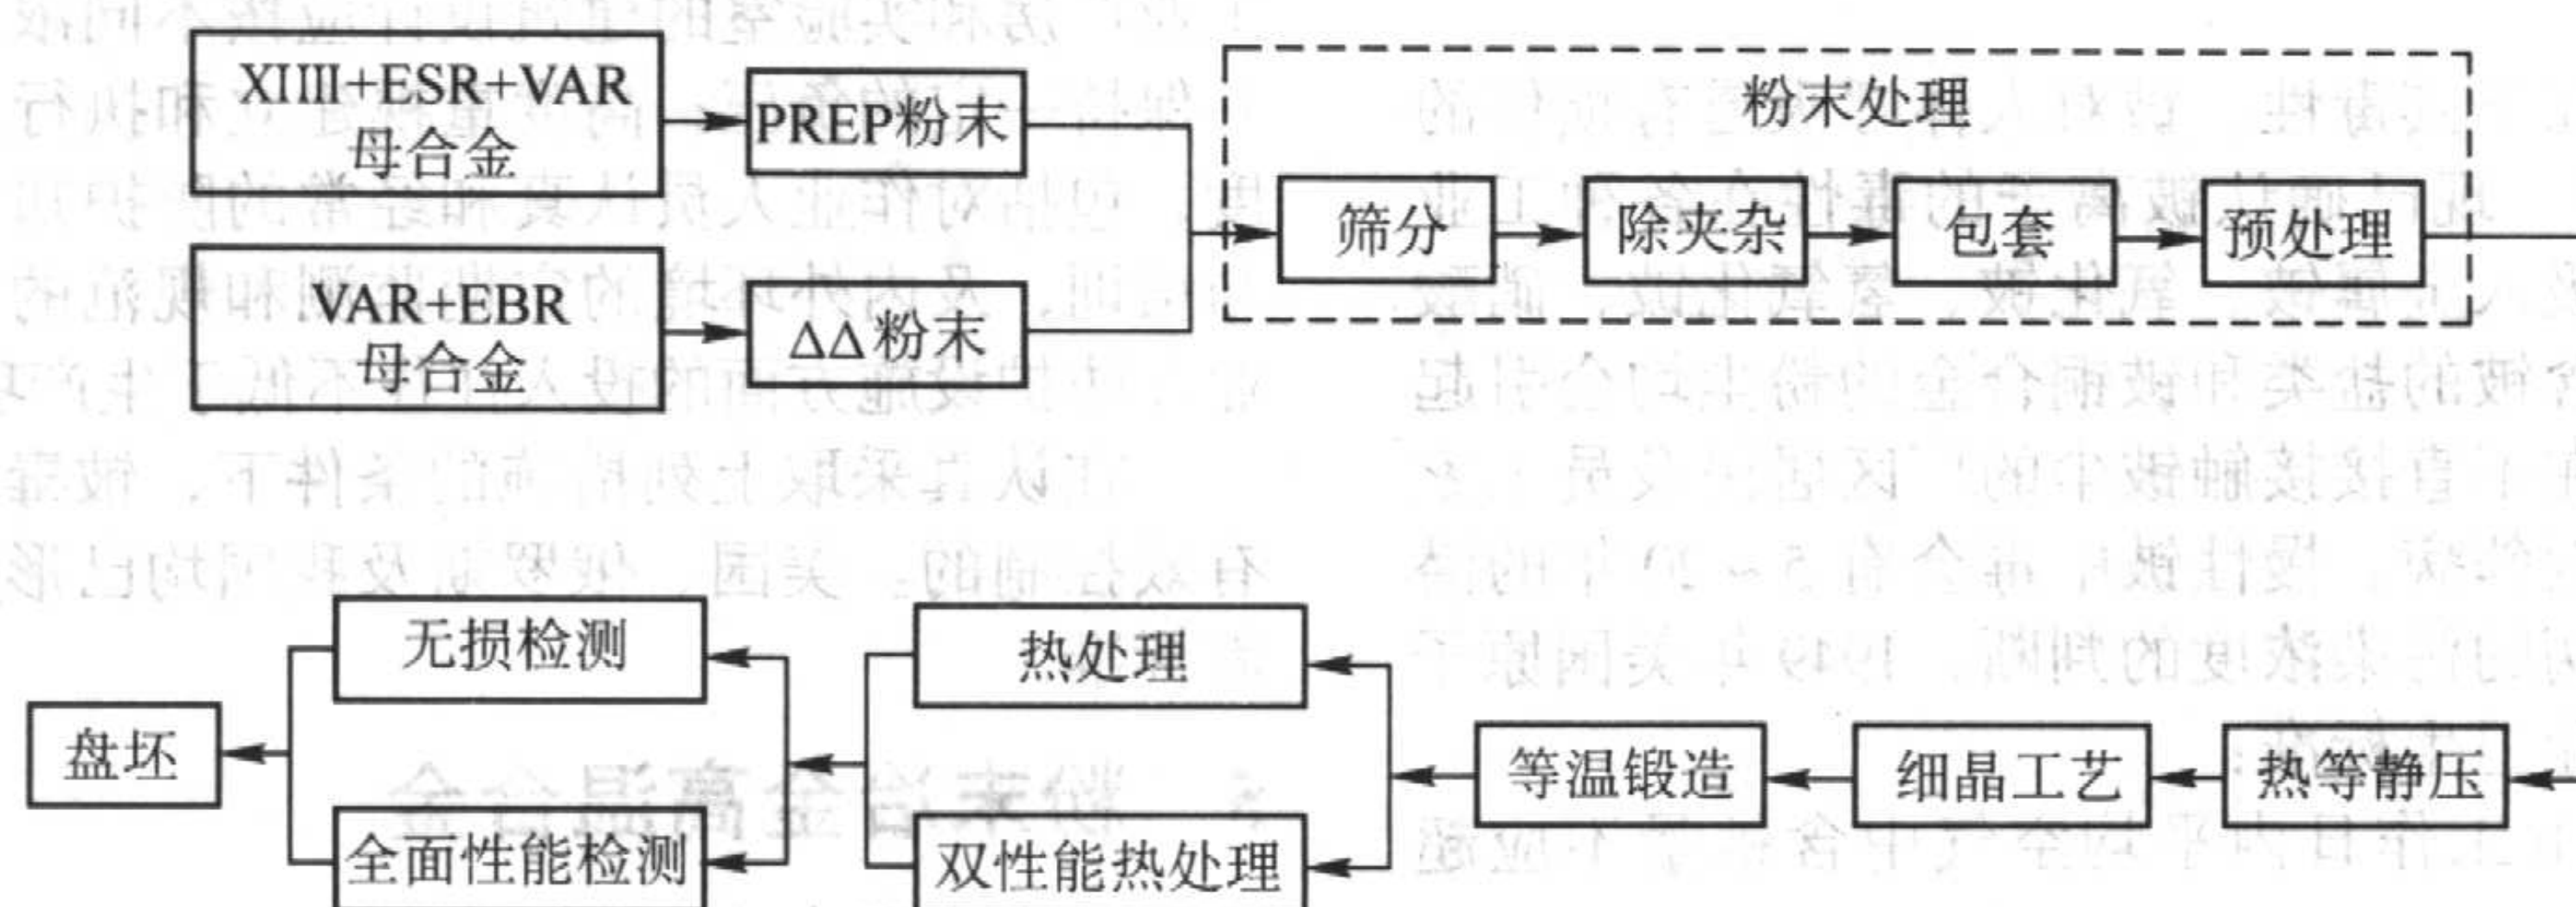 XIIII+ESR+VAR
母合金
PREP粉末
VAR+EBR
母合金
ΔΔ粉末
粉末处理
筛分
除夹杂
包套
预处理
热等静压
细晶工艺
等温锻造
热处理
双性能热处理
无损检测
全面性能检测
盘坯